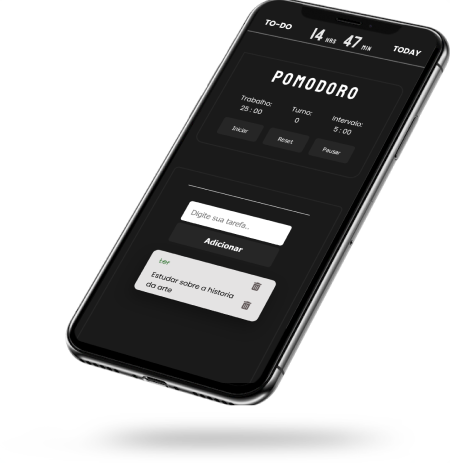 TO-DO 14 HRS 47 MIN TODAY
POMODORO
Trabalho: Turno: Intervalo:
25 : 00 0 5 : 00
Iniciar Reset Pausar
Digite sua tarefa...
Adicionar
Ler
Estudar sobre a historia
da arte